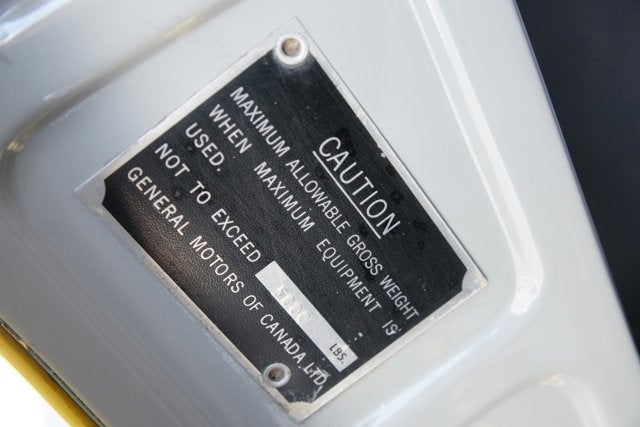 CAUTION
MAXIMUM ALLOWABLE GROSS WEIGHT
WHEN MAXIMUM EQUIPMENT IS
USED.
NOT TO EXCEED 5000 LBS.
GENERAL MOTORS OF CANADA LTD.